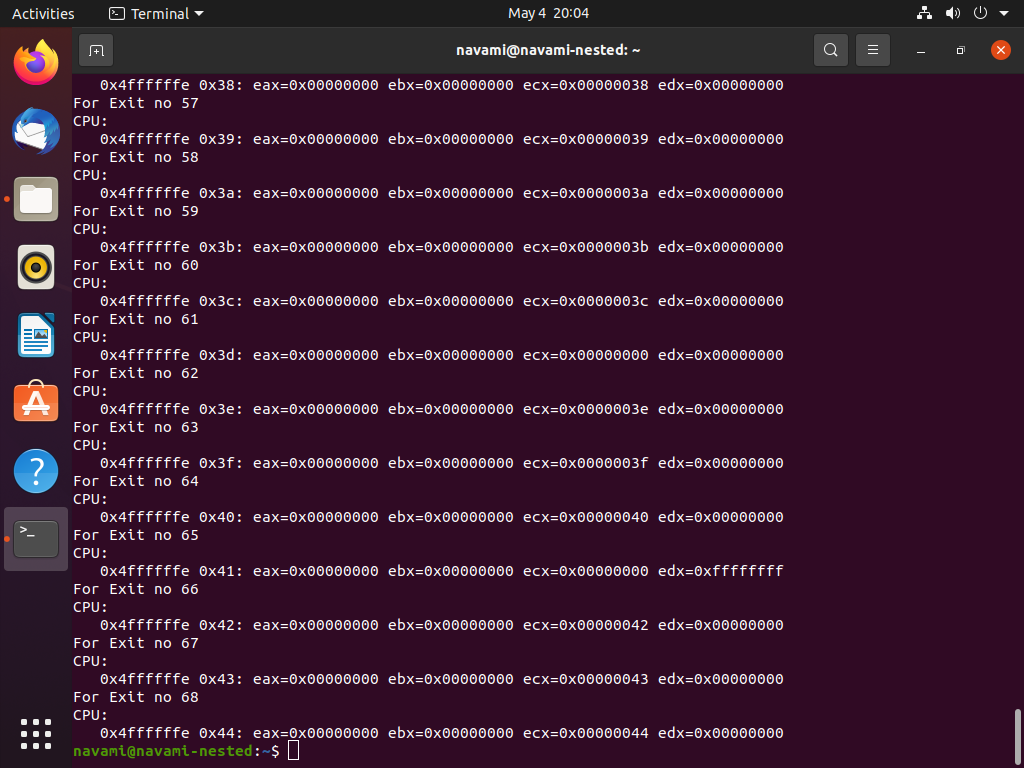 Activities Terminal May 4 20:04
navami@navami-nested: ~
0x4ffffffe 0x38: eax=0x00000000 ebx=0x00000000 ecx=0x00000038 edx=0x00000000
For Exit no 57
CPU:
0x4ffffffe 0x39: eax=0x00000000 ebx=0x00000000 ecx=0x00000039 edx=0x00000000
For Exit no 58
CPU:
0x4ffffffe 0x3a: eax=0x00000000 ebx=0x00000000 ecx=0x0000003a edx=0x00000000
For Exit no 59
CPU:
0x4ffffffe 0x3b: eax=0x00000000 ebx=0x00000000 ecx=0x0000003b edx=0x00000000
For Exit no 60
CPU:
0x4ffffffe 0x3c: eax=0x00000000 ebx=0x00000000 ecx=0x0000003c edx=0x00000000
For Exit no 61
CPU:
0x4ffffffe 0x3d: eax=0x00000000 ebx=0x00000000 ecx=0x00000000 edx=0x00000000
For Exit no 62
CPU:
0x4ffffffe 0x3e: eax=0x00000000 ebx=0x00000000 ecx=0x0000003e edx=0x00000000
For Exit no 63
CPU:
0x4ffffffe 0x3f: eax=0x00000000 ebx=0x00000000 ecx=0x0000003f edx=0x00000000
For Exit no 64
CPU:
0x4ffffffe 0x40: eax=0x00000000 ebx=0x00000000 ecx=0x00000040 edx=0x00000000
For Exit no 65
CPU:
0x4ffffffe 0x41: eax=0x00000000 ebx=0x00000000 ecx=0x00000000 edx=0xffffffff
For Exit no 66
CPU:
0x4ffffffe 0x42: eax=0x00000000 ebx=0x00000000 ecx=0x00000042 edx=0x00000000
For Exit no 67
CPU:
0x4ffffffe 0x43: eax=0x00000000 ebx=0x00000000 ecx=0x00000043 edx=0x00000000
For Exit no 68
CPU:
0x4ffffffe 0x44: eax=0x00000000 ebx=0x00000000 ecx=0x00000044 edx=0x00000000
navami@navami-nested:~$